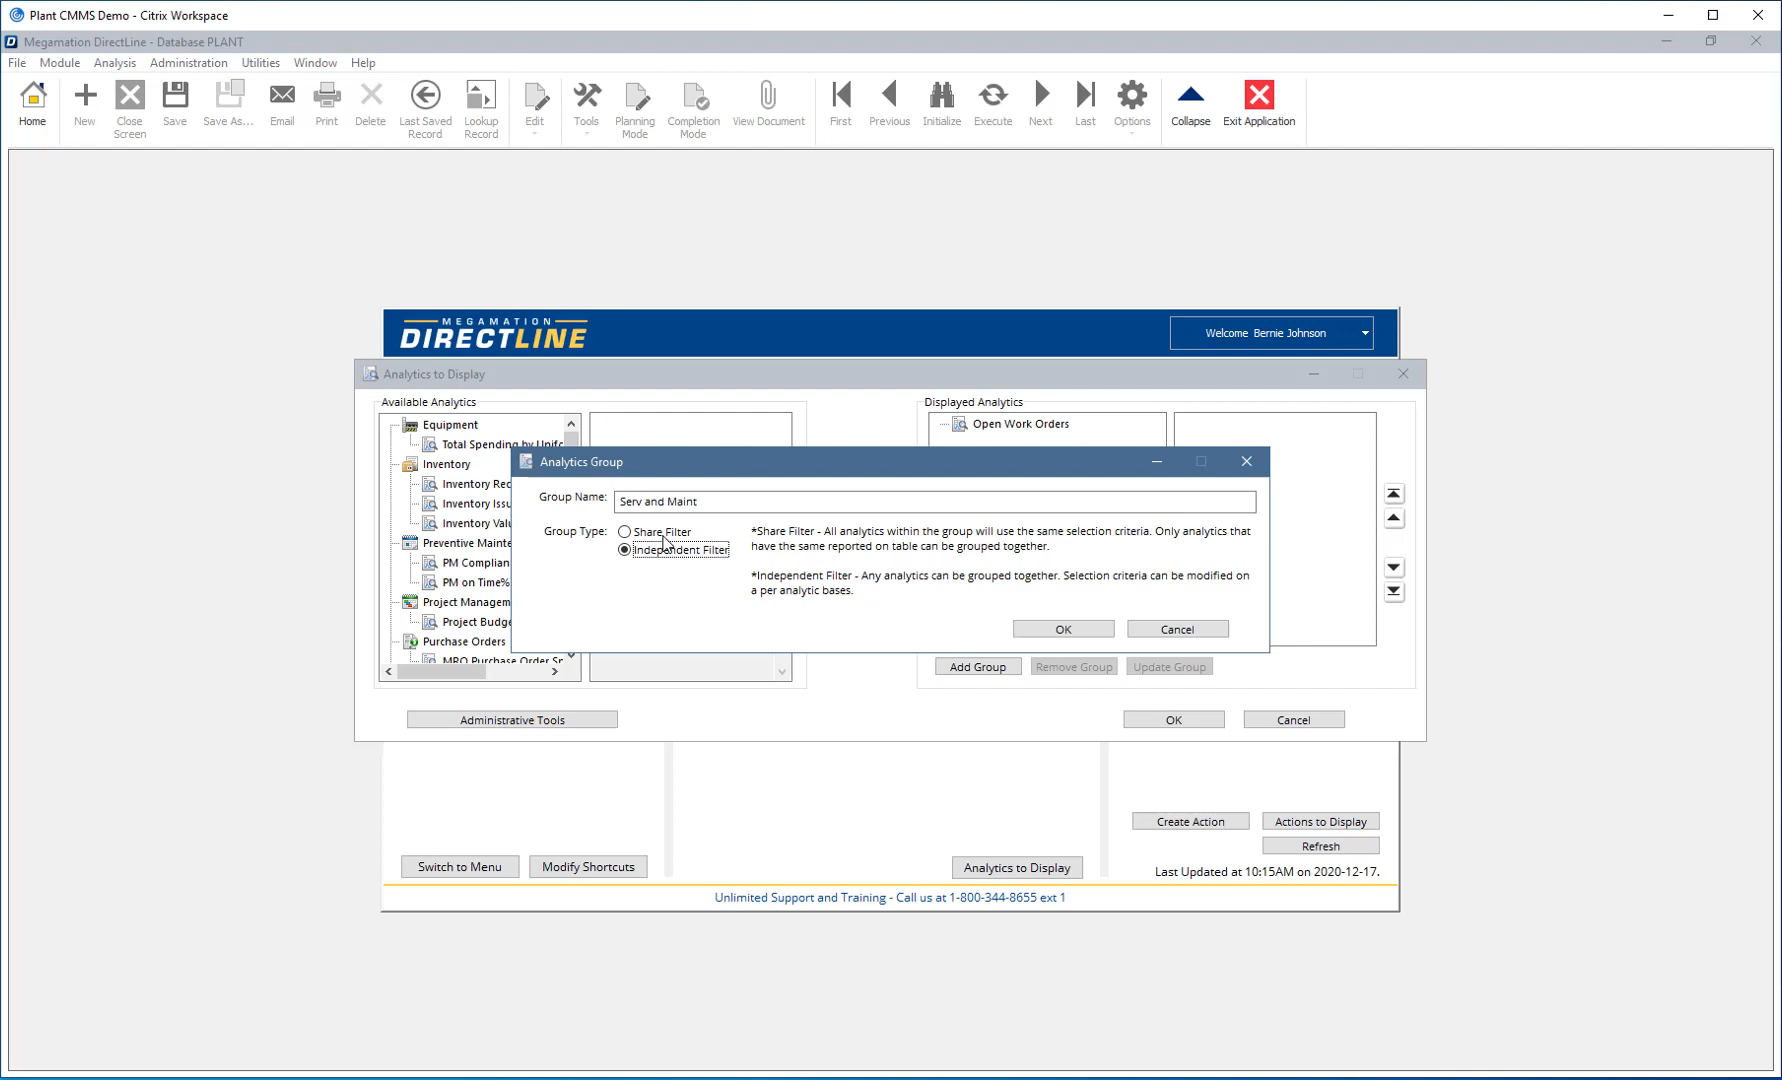 Plant CMMS Demo - Citrix Workspace
Megamation DirectLine - Database PLANT
File Module Analysis Administration Utilities Window Help
Home New Close Screen Save Save As... Email Print Delete Last Saved Record Lookup Record Edit Tools Planning Mode Completion Mode View Document First Previous Initialize Execute Next Last Options Collapse Exit Application
MEGAMATION
DIRECTLINE
Welcome Bernie Johnson
Analytics to Display
Available Analytics
Displayed Analytics
Equipment
Total Spending by Unifo
Inventory
Inventory Rec
Inventory Issu
Inventory Valu
Preventive Mainte
PM Complian
PM on Time%
Project Managem
Project Budge
Purchase Orders
MRO Purchase Order Sp
Open Work Orders
Analytics Group
Group Name: Serv and Maint
Group Type: Share Filter
Independent Filter
*Share Filter - All analytics within the group will use the same selection criteria. Only analytics that
have the same reported on table can be grouped together.
*Independent Filter - Any analytics can be grouped together. Selection criteria can be modified on
a per analytic bases.
OK Cancel
Add Group Remove Group Update Group
Administrative Tools
OK Cancel
Create Action Actions to Display
Refresh
Switch to Menu Modify Shortcuts Analytics to Display
Last Updated at 10:15AM on 2020-12-17.
Unlimited Support and Training - Call us at 1-800-344-8655 ext 1